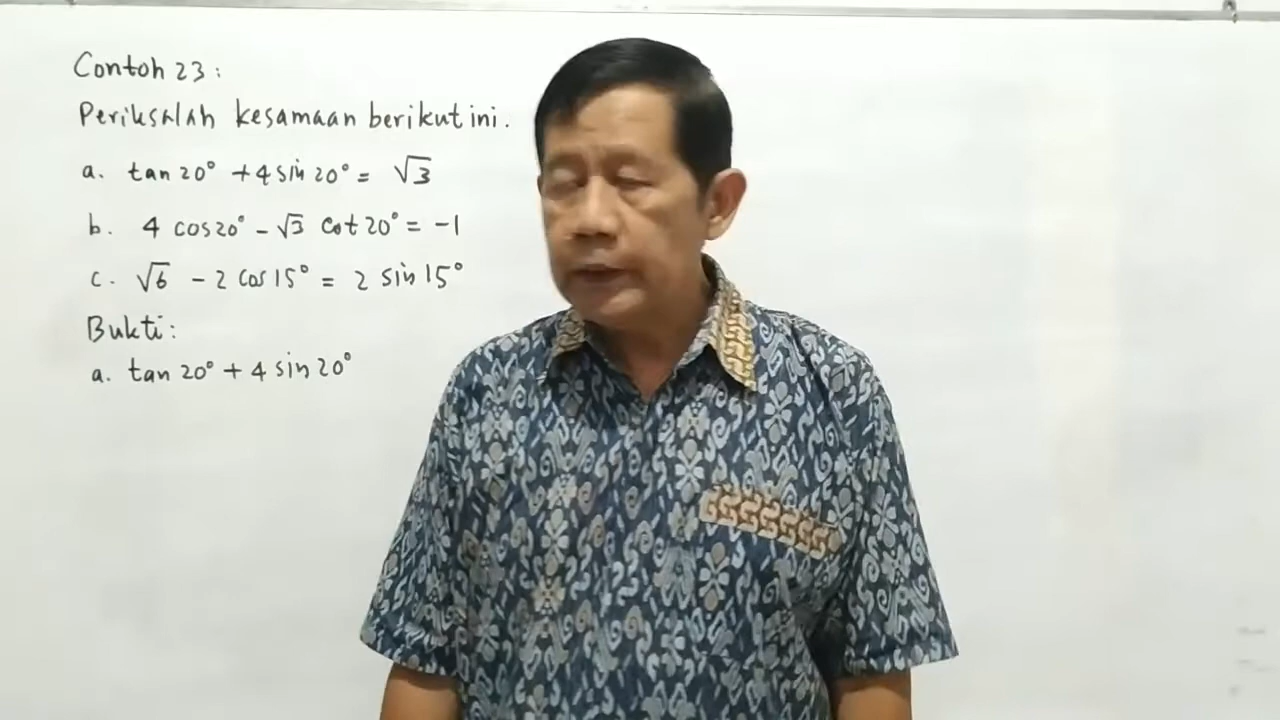 Contoh 23:
Periksalah kesamaan berikut ini.
a. tan 20° + 4 sin 20° = √3
b. 4 cos 20° - √3 cot 20° = -1
c. √6 - 2 cos 15° = 2 sin 15°
Bukti:
a. tan 20° + 4 sin 20°